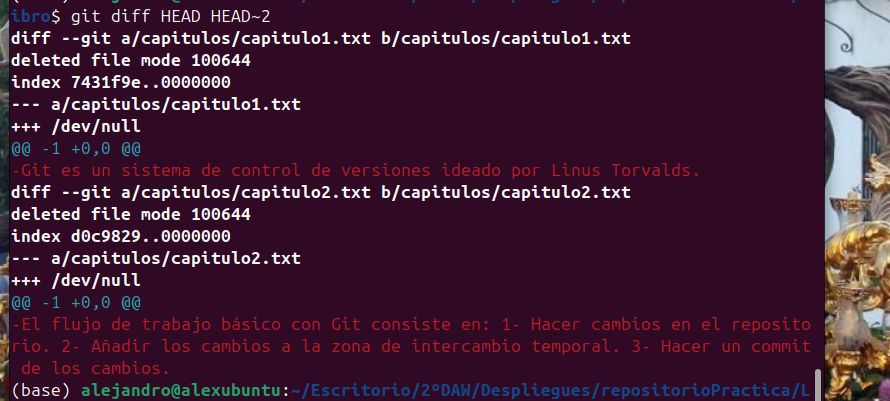 ibro$ git diff HEAD HEAD~2
diff --git a/capitulos/capitulo1.txt b/capitulos/capitulo1.txt
deleted file mode 100644
index 7431f9e..0000000
--- a/capitulos/capitulo1.txt
+++ /dev/null
@@ -1 +0,0 @@
-Git es un sistema de control de versiones ideado por Linus Torvalds.
diff --git a/capitulos/capitulo2.txt b/capitulos/capitulo2.txt
deleted file mode 100644
index d0c9829..0000000
--- a/capitulos/capitulo2.txt
+++ /dev/null
@@ -1 +0,0 @@
-El flujo de trabajo básico con Git consiste en: 1- Hacer cambios en el reposito
rio. 2- Añadir los cambios a la zona de intercambio temporal. 3- Hacer un commit
 de los cambios.
(base) alejandro@alexubuntu:~/Escritorio/2ºDAW/Despliegues/repositorioPractica/L